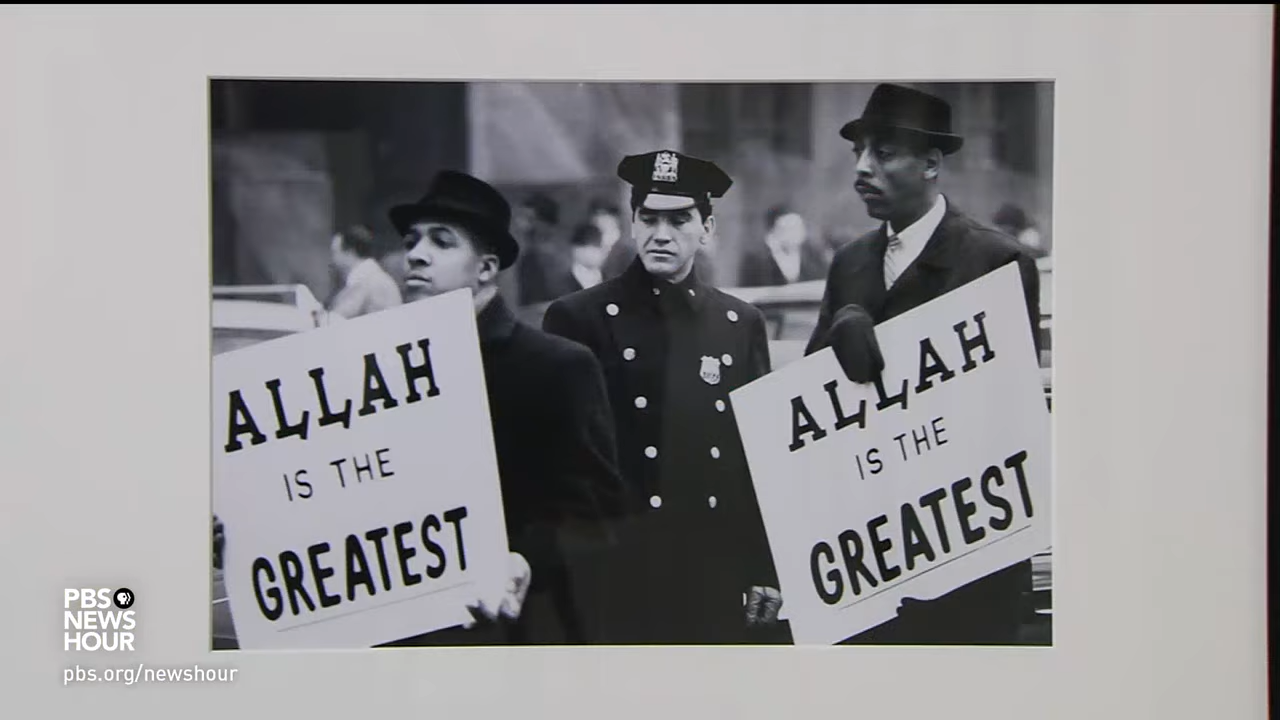 ALLAH
IS THE
GREATEST
ALLAH
IS THE
GREATEST
PBS
NEWS
HOUR
pbs.org/newshour